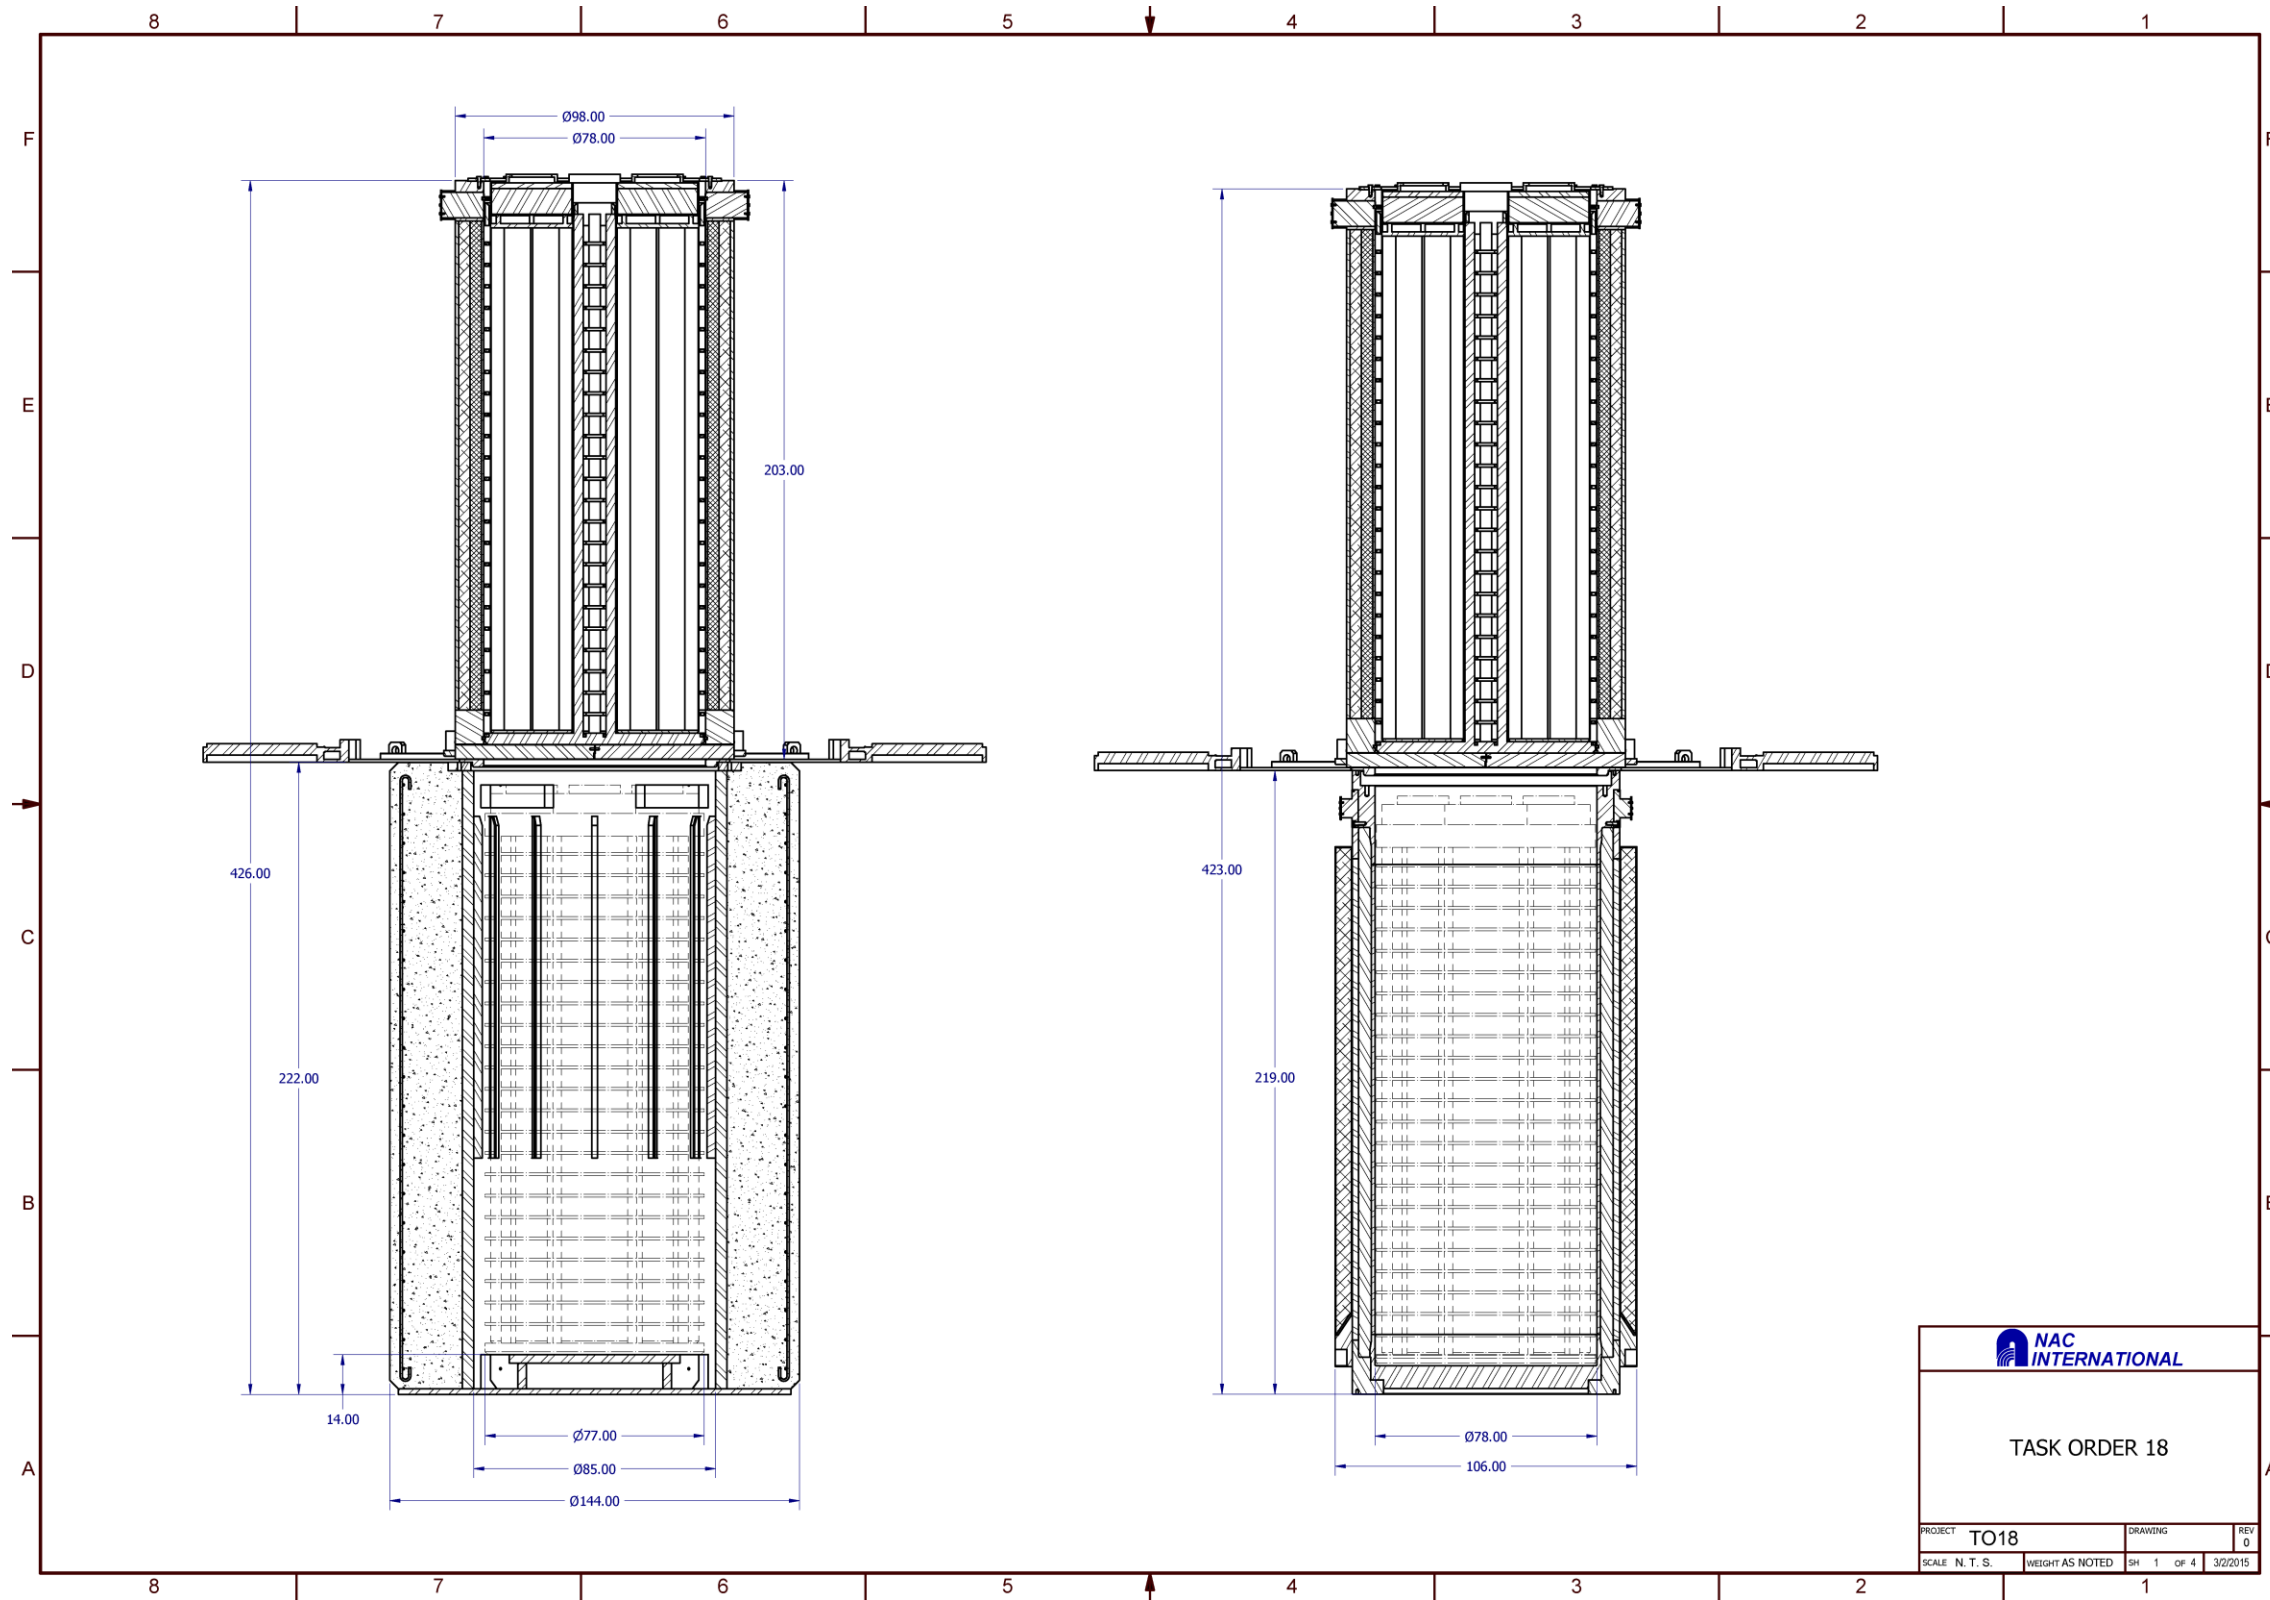 8 7 6 5 4 3 2 1
F
E
D
C
B
A
Ø98.00
Ø78.00
203.00
426.00
222.00
14.00
Ø77.00
Ø85.00
Ø144.00
423.00
219.00
Ø78.00
106.00
NAC
INTERNATIONAL
TASK ORDER 18
PROJECT TO18 DRAWING REV 0
SCALE N. T. S. WEIGHT AS NOTED SH 1 OF 4 3/2/2015
8 7 6 5 4 3 2 1